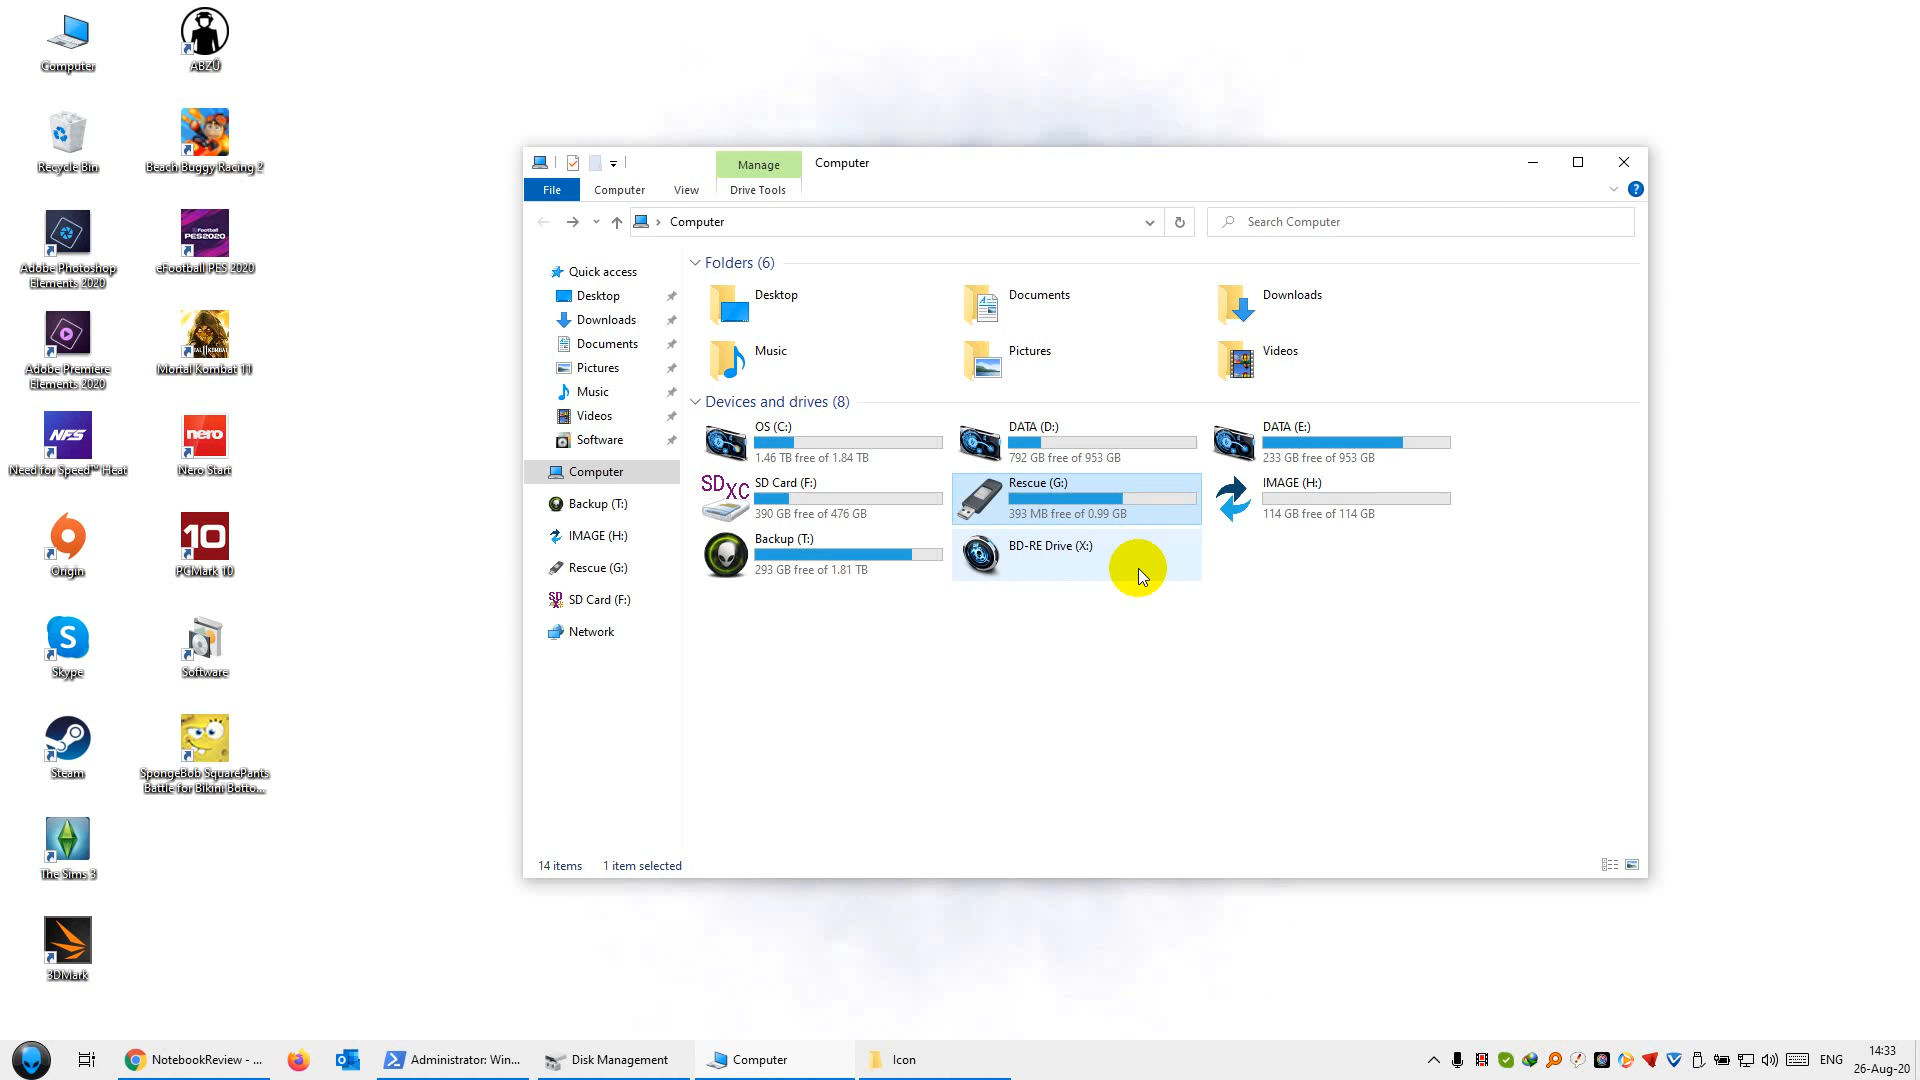 Computer
Recycle Bin
Adobe Photoshop
Elements 2020
Adobe Premiere
Elements 2020
NFS
Need for Speed™ Heat
Origin
Skype
Steam
The Sims 3
3DMark
ABZÛ
Beach Buggy Racing 2
Football
PES2020
eFootball PES 2020
Mortal Kombat 11
nero
Nero Start
10
PCMark 10
Software
SpongeBob SquarePants
Battle for Bikini Botto...
Manage
Computer
File
Computer
View
Drive Tools
Computer
Search Computer
Quick access
Desktop
Downloads
Documents
Pictures
Music
Videos
Software
Computer
Backup (T:)
IMAGE (H:)
Rescue (G:)
SD Card (F:)
Network
Folders (6)
Desktop
Documents
Downloads
Music
Pictures
Videos
Devices and drives (8)
OS (C:)
1.46 TB free of 1.84 TB
DATA (D:)
792 GB free of 953 GB
DATA (E:)
233 GB free of 953 GB
SDXC
SD Card (F:)
390 GB free of 476 GB
Rescue (G:)
393 MB free of 0.99 GB
IMAGE (H:)
114 GB free of 114 GB
Backup (T:)
293 GB free of 1.81 TB
BD-RE Drive (X:)
14 items
1 item selected
NotebookReview - ...
Administrator: Win...
Disk Management
Computer
Icon
ENG
14:33
26-Aug-20